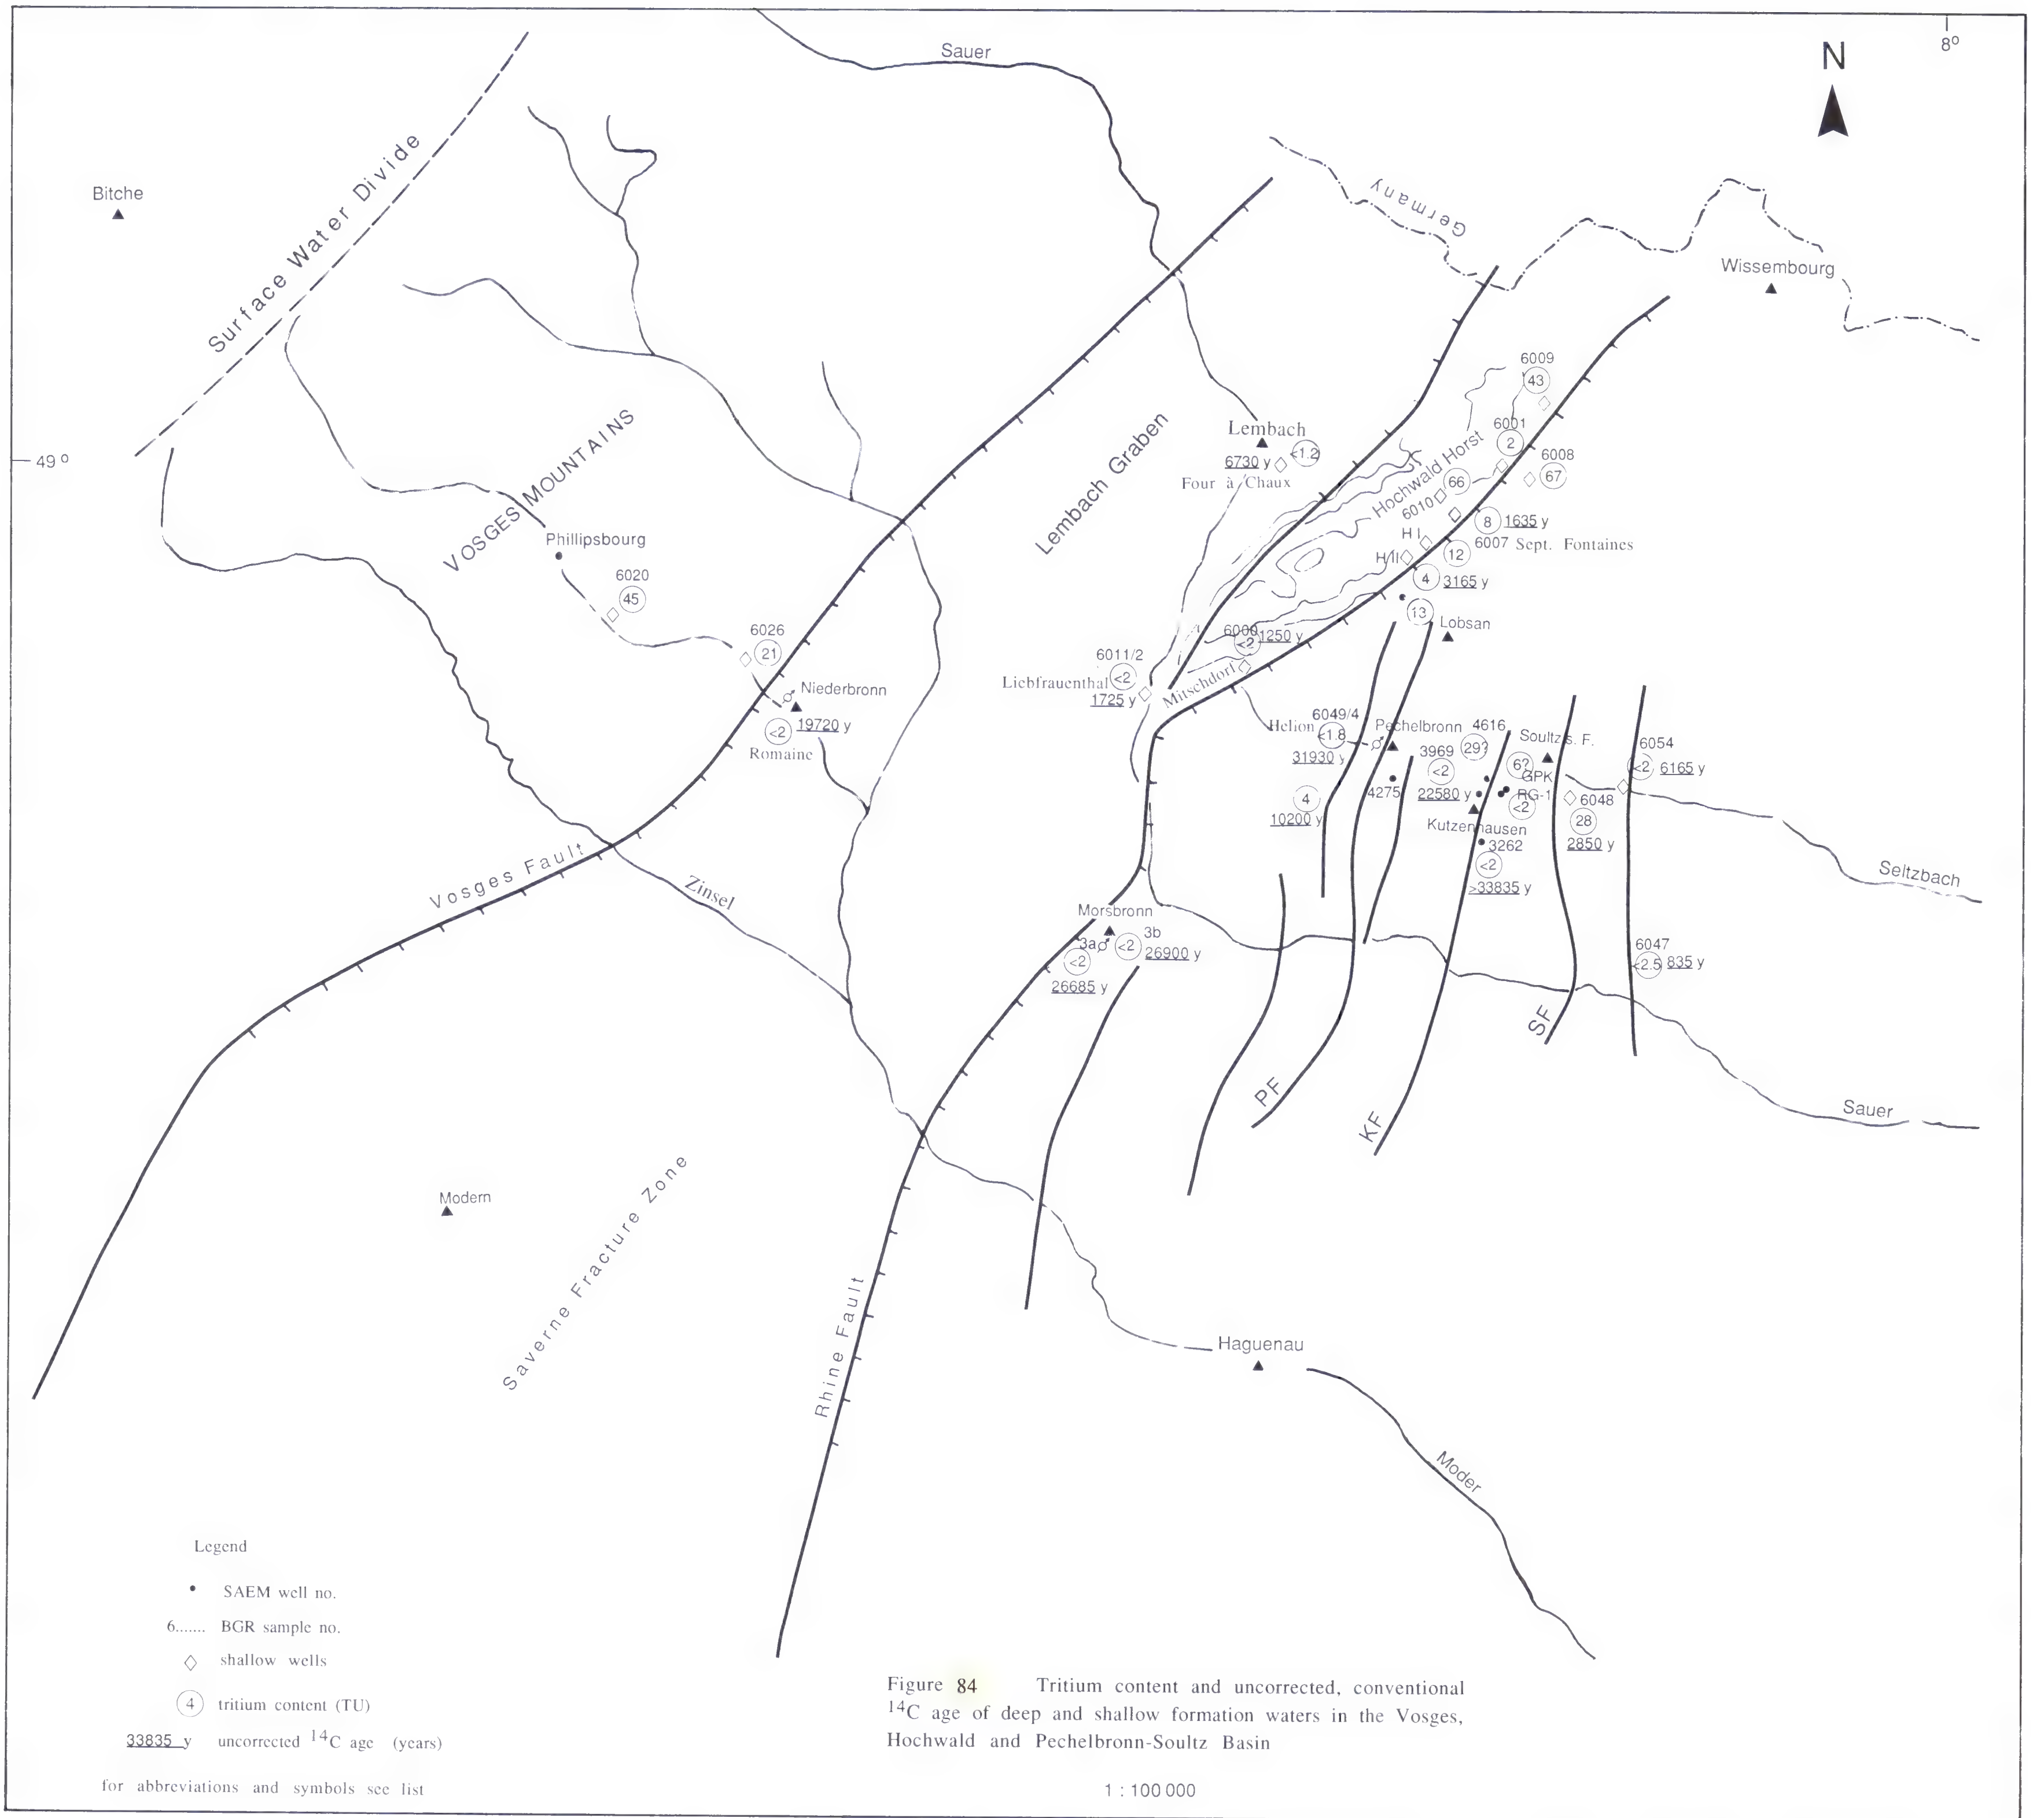 Sauer
8º
N
Surface Water Divide
Bitche
Germany
Wissembourg
49º
VOSGES MOUNTAINS
Lembach Graben
Lembach
6730 y
<1.2
Four à Chaux
Hochwald Horst
6009
43
6001
2
6008
67
66
6010
8
1635 y
H I
12
6007 Sept. Fontaines
H/II
4
3165 y
13
Lobsan
Phillipsbourg
6020
45
6026
21
Niederbronn
<2
19720 y
Romaine
6000
<2
1250 y
6011/2
<2
Liebfrauenthal
1725 y
Mitschdorf
Helion
6049/4
<1.8
31930 y
Pechelbronn
4616
3969
29?
<2
Soultz s. F.
6?
GPK
RG-1
<2
4275
22580 y
4
10200 y
Kutzenhausen
3262
<2
>33835 y
6054
<2
6165 y
6048
28
2850 y
Seltzbach
6047
<2.5
835 y
Vosges Fault
Zinsel
Morsbronn
3a
3b
<2
<2
26900 y
26685 y
SF
PF
KF
Sauer
Modern
Saverne Fracture Zone
Rhine Fault
Haguenau
Moder
Legend
SAEM well no.
6....... BGR sample no.
shallow wells
4 tritium content (TU)
33835 y uncorrected 14C age (years)
for abbreviations and symbols see list
Figure 84 Tritium content and uncorrected, conventional
14C age of deep and shallow formation waters in the Vosges,
Hochwald and Pechelbronn-Soultz Basin
1 : 100 000